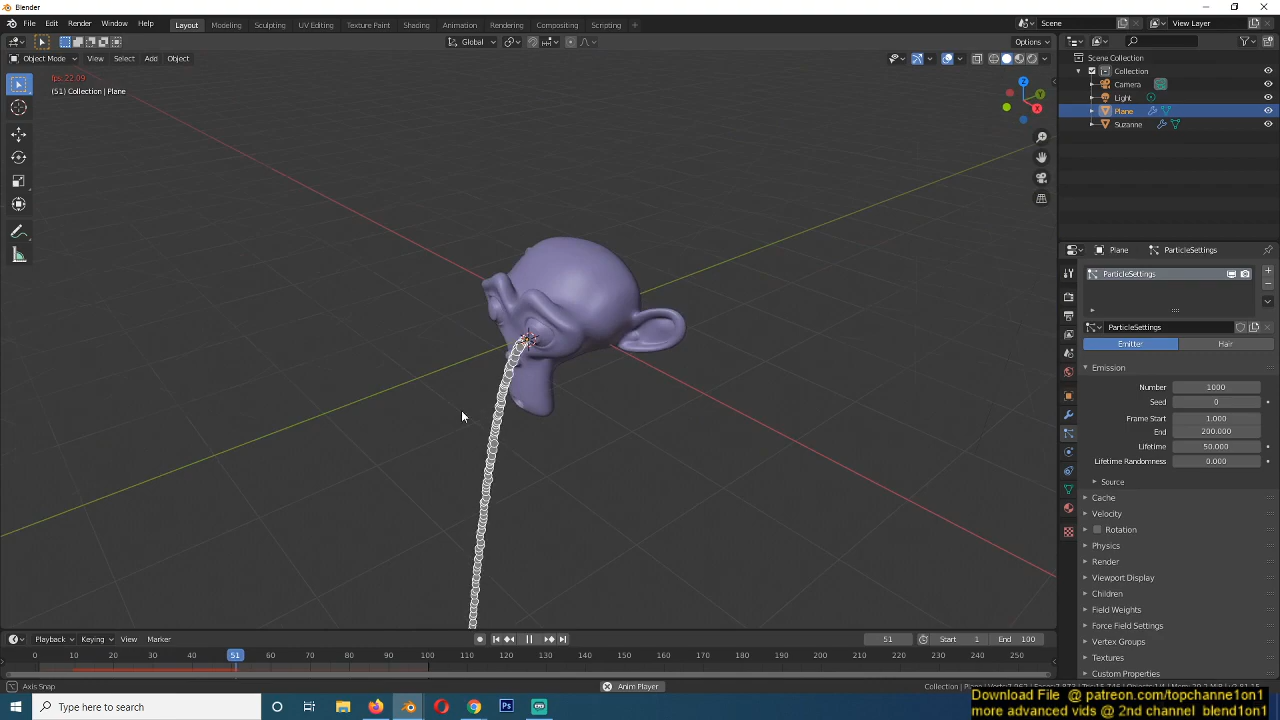 Blender
File Edit Render Window Help Layout Modeling Sculpting UV Editing Texture Paint Shading Animation Rendering Compositing Scripting + Scene View Layer
Global Options
Object Mode View Select Add Object
fps: 22.09
(51) Collection | Plane
Z
Y
X
Scene Collection
Collection
Camera
Light
Plane
Suzanne
Plane ParticleSettings
ParticleSettings
ParticleSettings
Emitter Hair
Emission
Number 1000
Seed 0
Frame Start 1.000
End 200.000
Lifetime 50.000
Lifetime Randomness 0.000
Source
Cache
Velocity
Rotation
Physics
Render
Viewport Display
Children
Field Weights
Force Field Settings
Vertex Groups
Textures
Custom Properties
Playback Keying View Marker 51 Start 1 End 100
0 10 20 30 40 51 60 70 80 90 100 110 120 130 140 150 160 170 180 190 200 210 220 230 240 250
Axis Snap Anim Player
Type here to search
Download File @ patreon.com/topchanne1on1
more advanced vids @ 2nd channel blend1on1